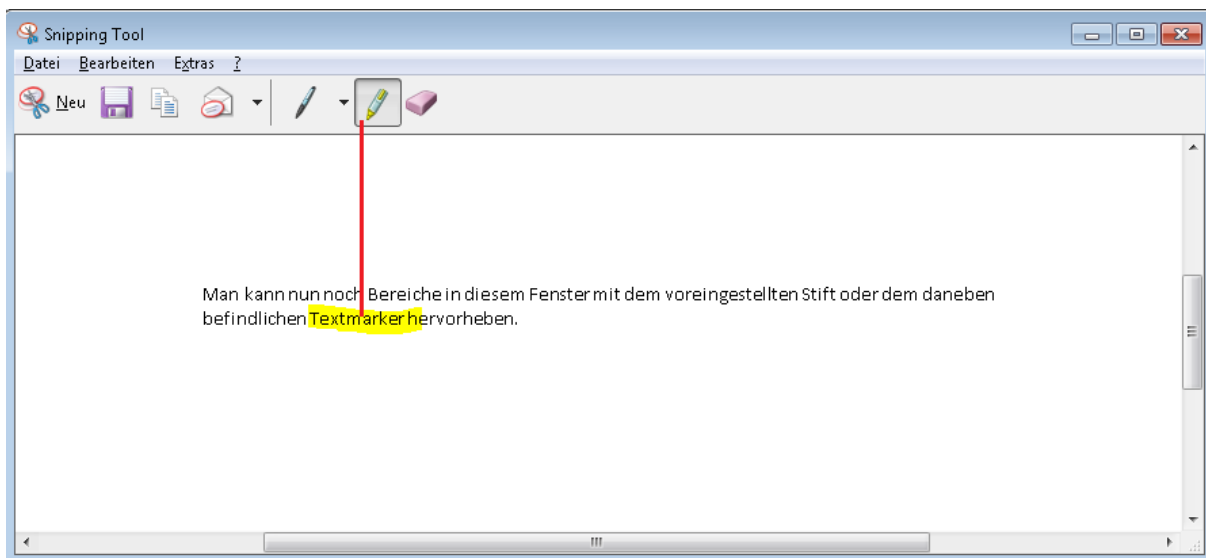 Snipping Tool
Datei Bearbeiten Extras ?
Neu
Man kann nun noch Bereiche in diesem Fenster mit dem voreingestellten Stift oder dem daneben
befindlichen Textmarker hervorheben.